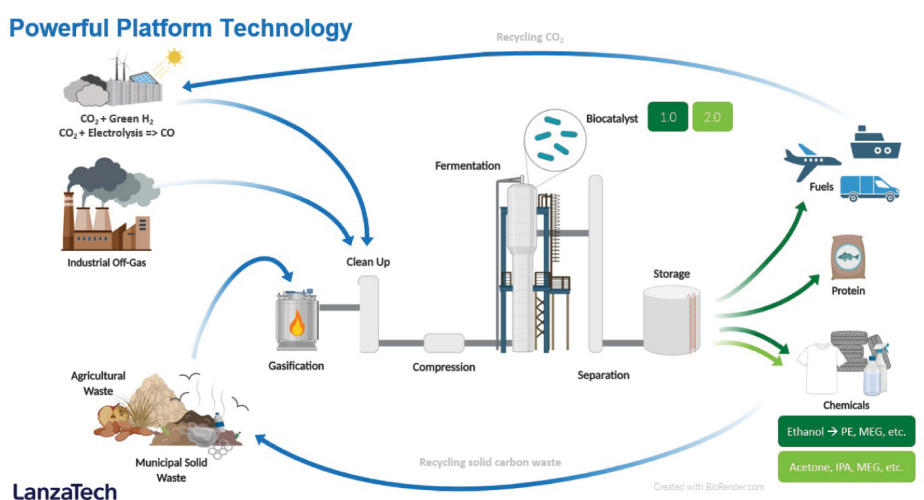 Powerful Platform Technology
Recycling CO₂
CO₂ + Green H₂
CO₂ + Electrolysis => CO
Biocatalyst
1.0
2.0
Fermentation
Fuels
Industrial Off-Gas
Clean Up
Storage
Protein
Gasification
Compression
Separation
Agricultural
Waste
Chemicals
Ethanol → PE, MEG, etc.
Municipal Solid
Waste
Recycling solid carbon waste
Acetone, IPA, MEG, etc.
LanzaTech
Created with BioRender.com